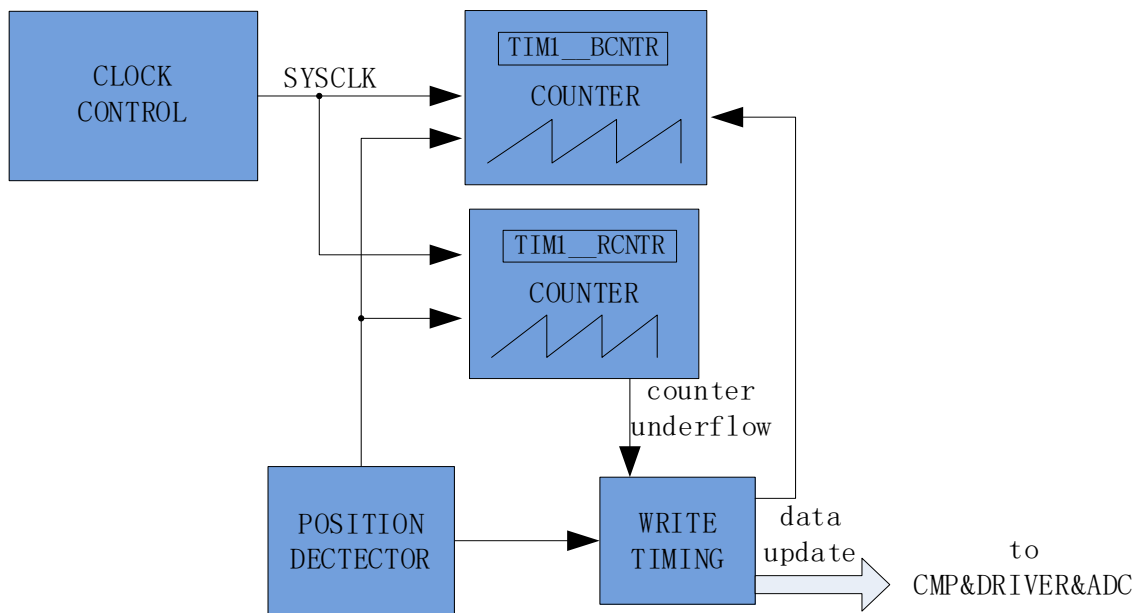 CLOCK
CONTROL
SYSCLK
TIM1__BCNTR
COUNTER
TIM1__RCNTR
COUNTER
counter
underflow
POSITION
DECTECTOR
WRITE
TIMING
data
update
to
CMP&DRIVER&ADC